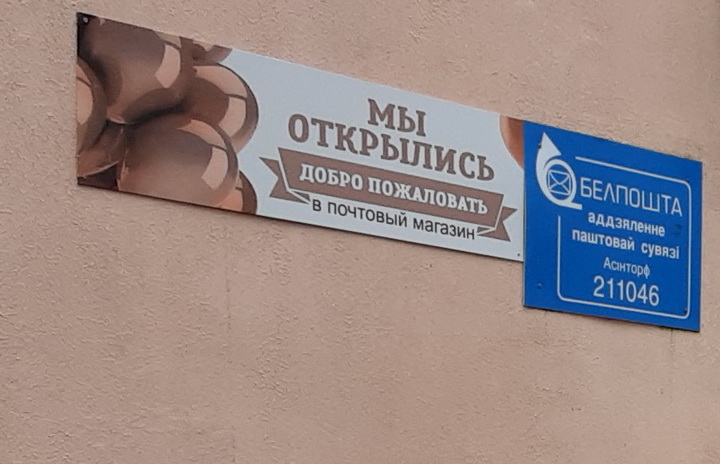 МЫ
ОТКРЫЛИСЬ
ДОБРО ПОЖАЛОВАТЬ
В ПОЧТОВЫЙ МАГАЗИН
БЕЛПОШТА
аддзяленне
паштовай сувязі
Асінторф
211046